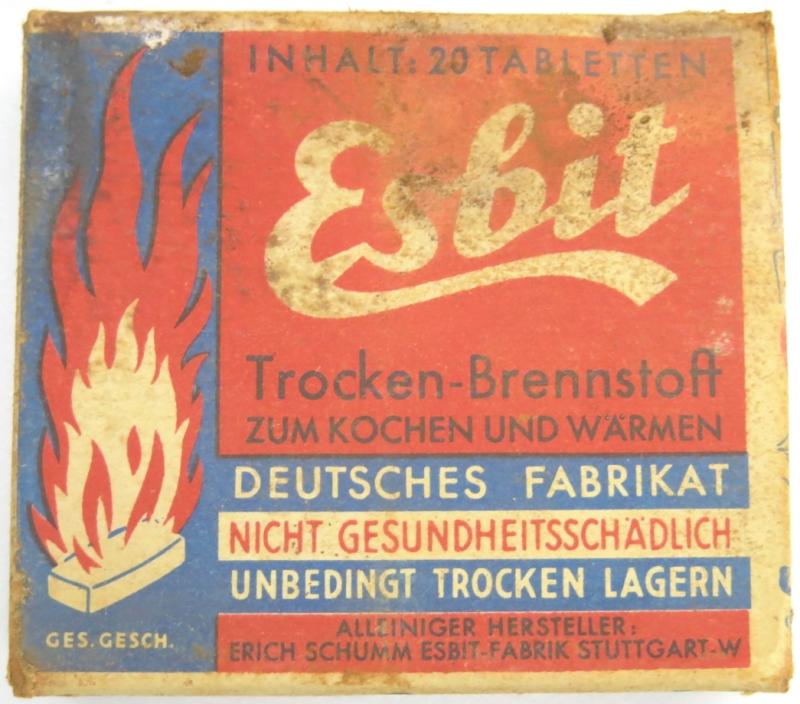 INHALT: 20 TABLETTEN
Esbit
Trocken-Brennstoff
ZUM KOCHEN UND WÄRMEN
DEUTSCHES FABRIKAT
NICHT GESUNDHEITSSCHÄDLICH
UNBEDINGT TROCKEN LAGERN
ALLEINIGER HERSTELLER:
ERICH SCHUMM ESBIT-FABRIK STUTTGART-W
GES. GESCH.